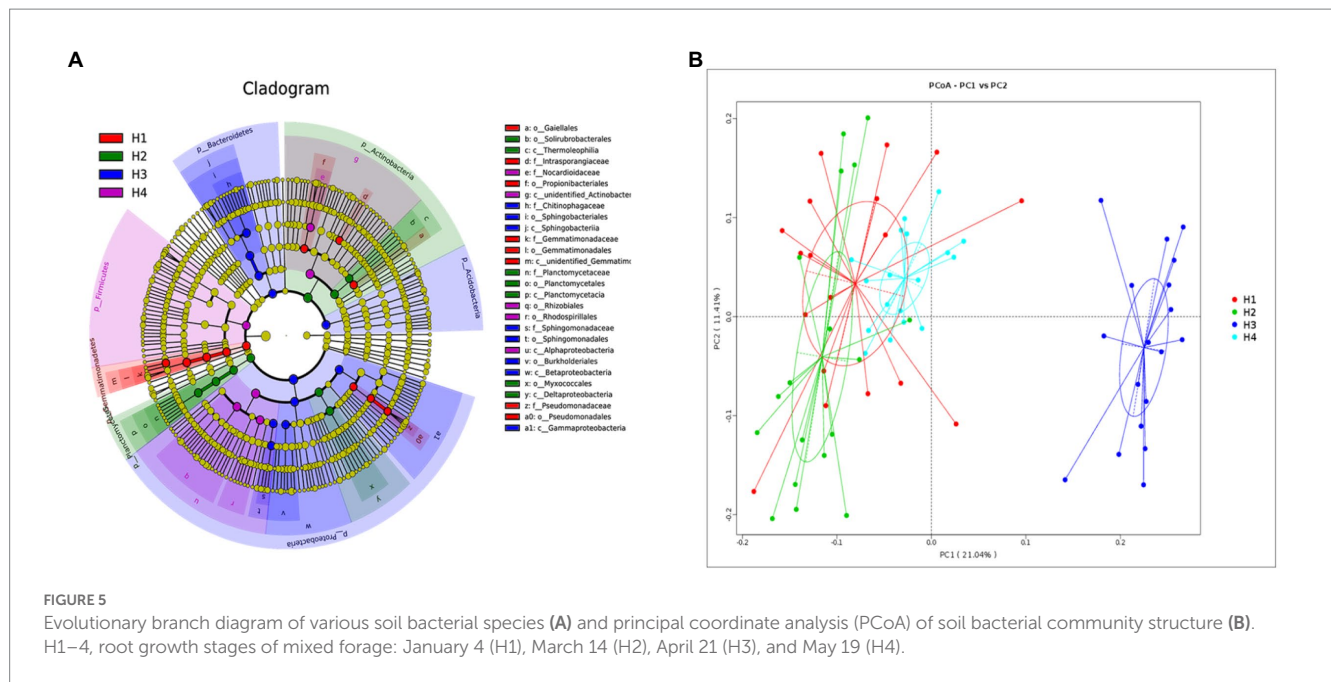 A
Cladogram
H1
H2
H3
H4
p__Bacteroidetes
p__Actinobacteria
p__Acidobacteria
p__Firmicutes
p__Proteobacteria
j
i
h
f
g
e
d
c
b
a
m
l
k
p
o
n
u
q
r
t
s
v
w
y
x
z
a0
a1
a: o__Gaiellales
b: o__Solirubrobacterales
c: c__Thermoleophilia
d: f__Intrasporangiaceae
e: f__Nocardioidaceae
f: o__Propionibacteriales
g: c__unidentified_Actinobacter
h: f__Chitinophagaceae
i: o__Sphingobacteriales
j: c__Sphingobacteriia
k: f__Gemmatimonadaceae
l: o__Gemmatimonadales
m: c__unidentified_Gemmatimo
n: f__Planctomycetaceae
o: o__Planctomycetales
p: c__Planctomycetacia
q: o__Rhizobiales
r: o__Rhodospirillales
s: f__Sphingomonadaceae
t: o__Sphingomonadales
u: c__Alphaproteobacteria
v: o__Burkholderiales
w: c__Betaproteobacteria
x: o__Myxococcales
y: c__Deltaproteobacteria
z: f__Pseudomonadaceae
a0: o__Pseudomonadales
a1: c__Gammaproteobacteria
B
PCoA - PC1 vs PC2
PC2 ( 11.41% )
0.2
0.1
0.0
-0.1
-0.2
-0.2
-0.1
0.0
0.1
0.2
PC1 ( 21.04% )
H1
H2
H3
H4
FIGURE 5
Evolutionary branch diagram of various soil bacterial species (A) and principal coordinate analysis (PCoA) of soil bacterial community structure (B).
H1–4, root growth stages of mixed forage: January 4 (H1), March 14 (H2), April 21 (H3), and May 19 (H4).